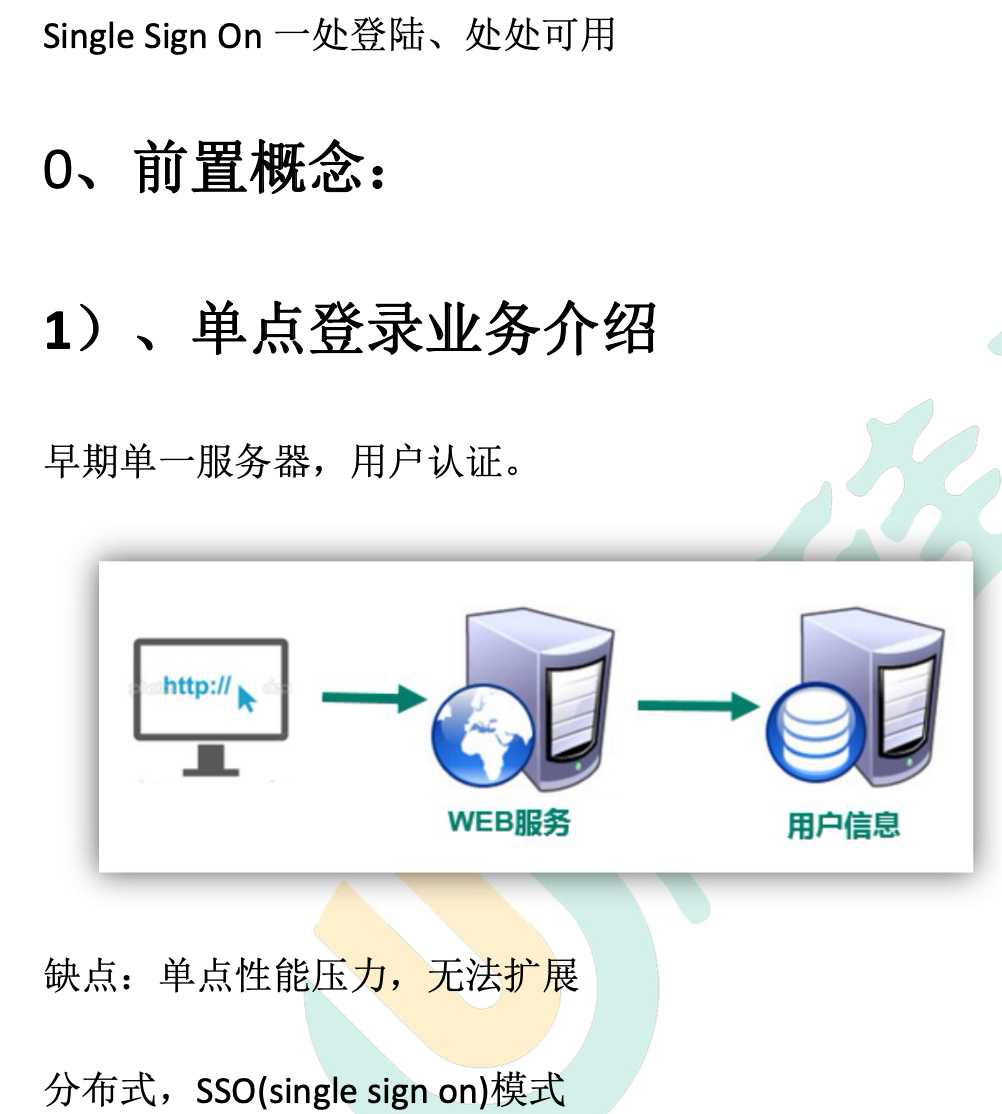 Single Sign On 一处登陆、处处可用
0、前置概念：
1）、单点登录业务介绍
早期单一服务器，用户认证。
http://
WEB服务
用户信息
缺点：单点性能压力，无法扩展
分布式，SSO(single sign on)模式